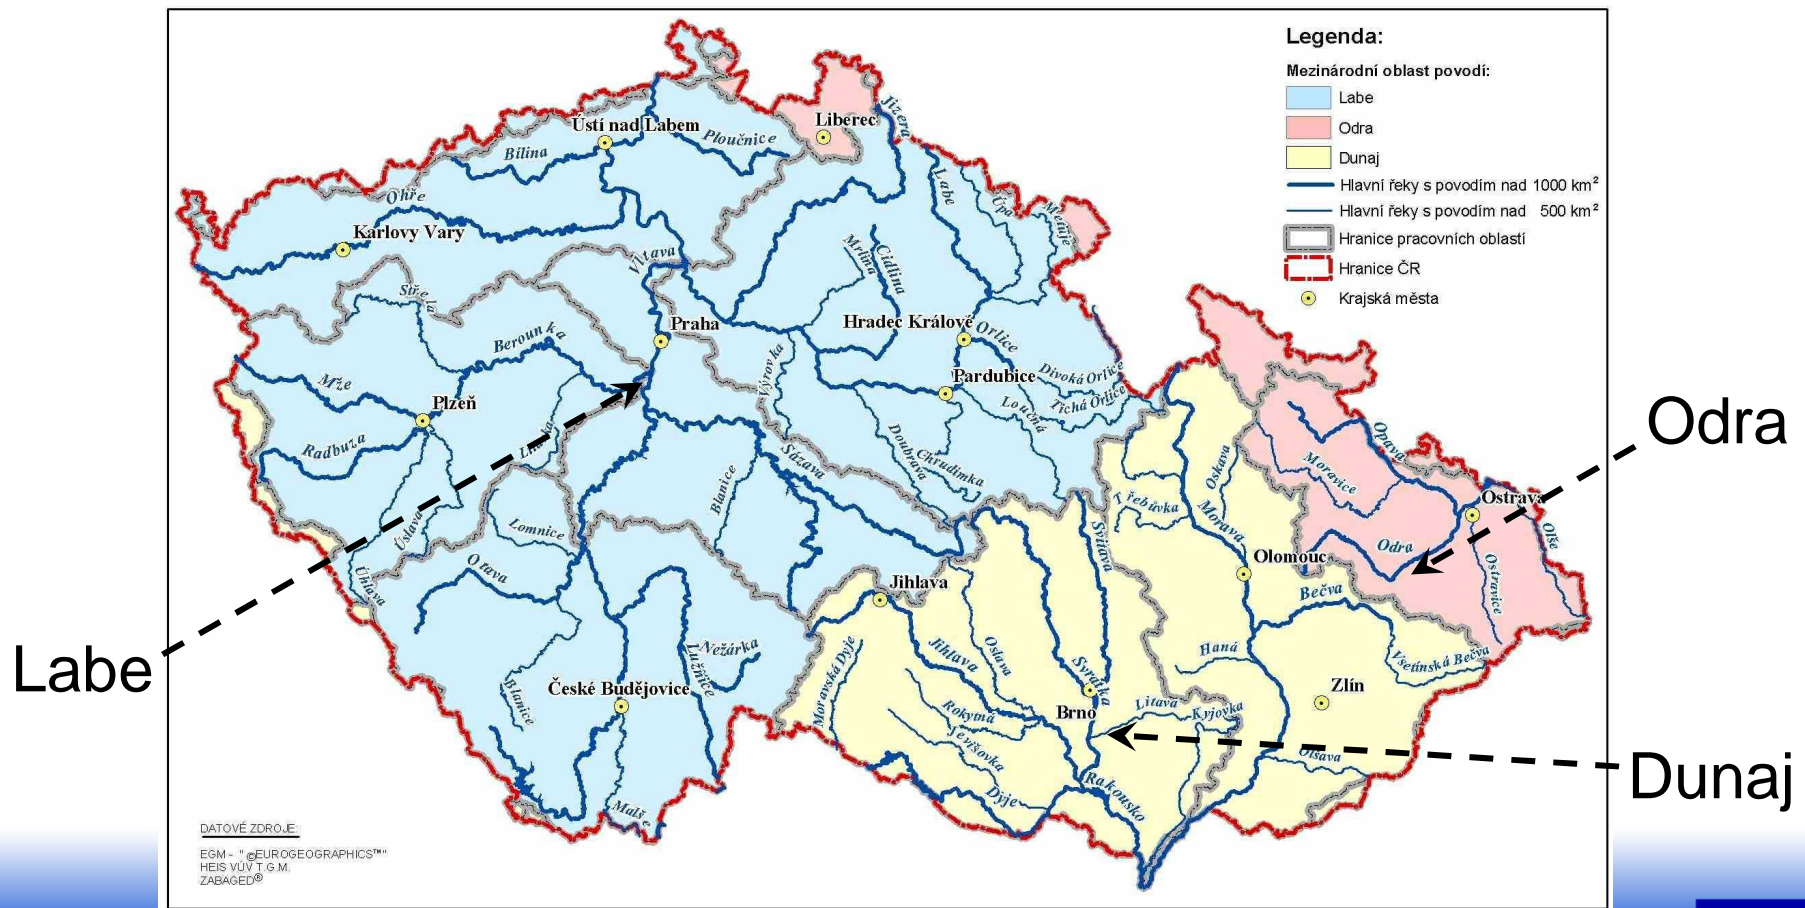 Legenda:
Mezinárodní oblast povodí:
Labe
Odra
Dunaj
Hlavní řeky s povodím nad 1000 km²
Hlavní řeky s povodím nad 500 km²
Hranice pracovních oblastí
Hranice ČR
Krajská města
Jizera
Liberec
Ústí nad Labem
Ploučnice
Bílina
Ohře
Labe
Úpa
Metuje
Karlovy Vary
Vltava
Mrlina
Cidlina
Střela
Praha
Hradec Králové
Orlice
Berounka
Výrovka
Pardubice
Divoká Orlice
Tichá Orlice
Mže
Plzeň
Loučná
Odra
Radbuza
Doubrava
Chrudimka
Sázava
Opava
Oskava
Moravice
Blanice
Třebůvka
Morava
Ostrava
Úslava
Lomnice
Svitava
Olše
Odra
Olomouc
Otava
Úhlava
Jihlava
Bečva
Ostravice
Labe
Nežárka
Lužnice
Moravská Dyje
Jihlava
Oslava
Haná
Vsetínská Bečva
České Budějovice
Blanice
Svratka
Zlín
Brno
Litava
Kyjovka
Rokytná
Jevišovka
Olšava
Dunaj
Dyje
Rakousko
Malše
DATOVÉ ZDROJE:
EGM - " ©EUROGEOGRAPHICS™"
HEIS VÚV T.G.M.
ZABAGED®